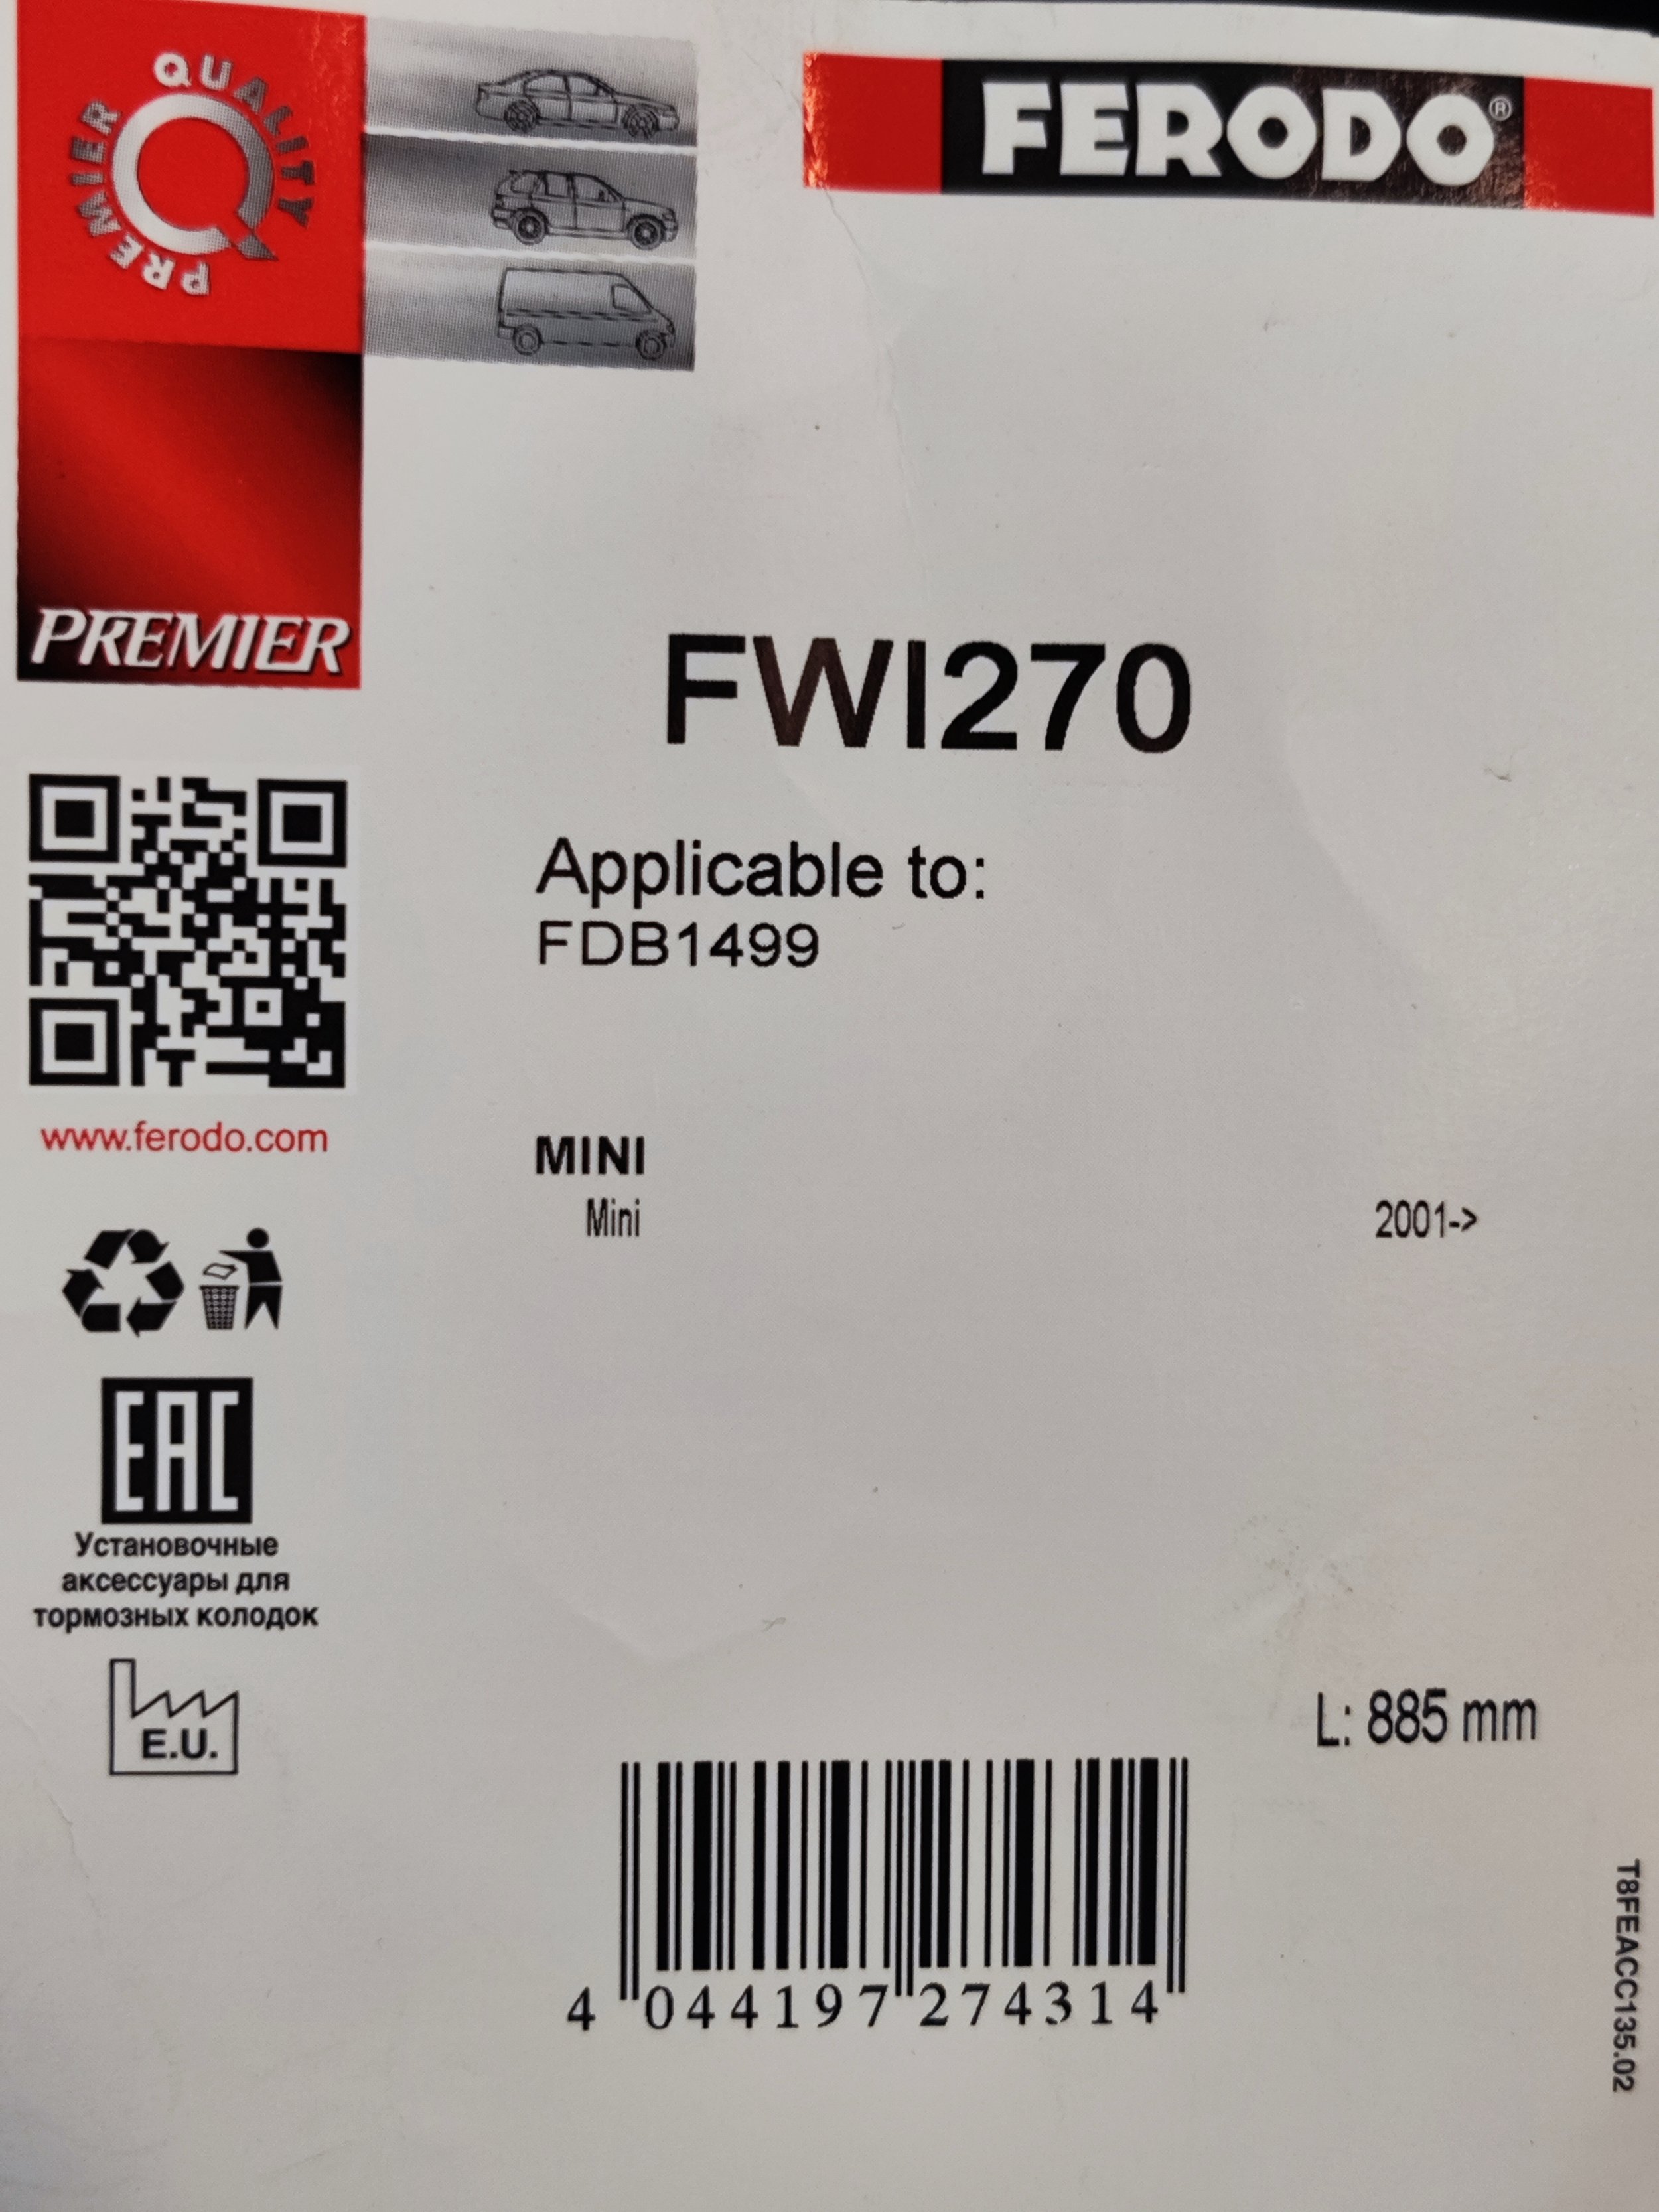 PREMIER QUALITY
FERODO®
PREMIER
FWI270
Applicable to:
FDB1499
www.ferodo.com
MINI
Mini 2001->
EAC
Установочные
аксессуары для
тормозных колодок
E.U.
L: 885 mm
4 044197 274314
T8FEACC135.02